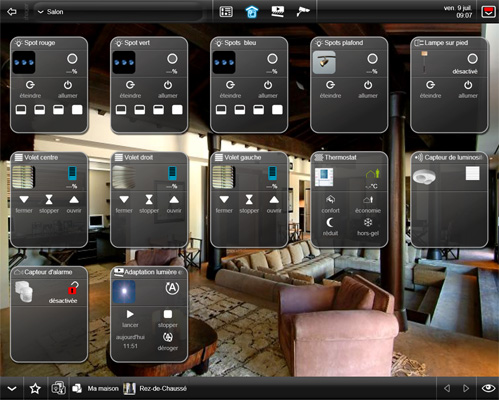 Salon
ven. 9 juil.
09:07
Spot rouge
Spot vert
Spots bleu
Spots plafond
Lampe sur pied
---%
---%
---%
---%
désactivé
éteindre allumer
éteindre allumer
éteindre allumer
éteindre allumer
éteindre allumer
Volet centre
Volet droit
Volet gauche
Thermostat
Capteur de luminosi
---%
---%
---%
---°C
fermer stopper ouvrir
fermer stopper ouvrir
fermer stopper ouvrir
confort économie
réduit hors-gel
Capteur d'alarme
Adaptation lumière e
désactivée
lancer stopper
aujourd'hui
11:51
déroger
Ma maison
Rez-de-Chaussé